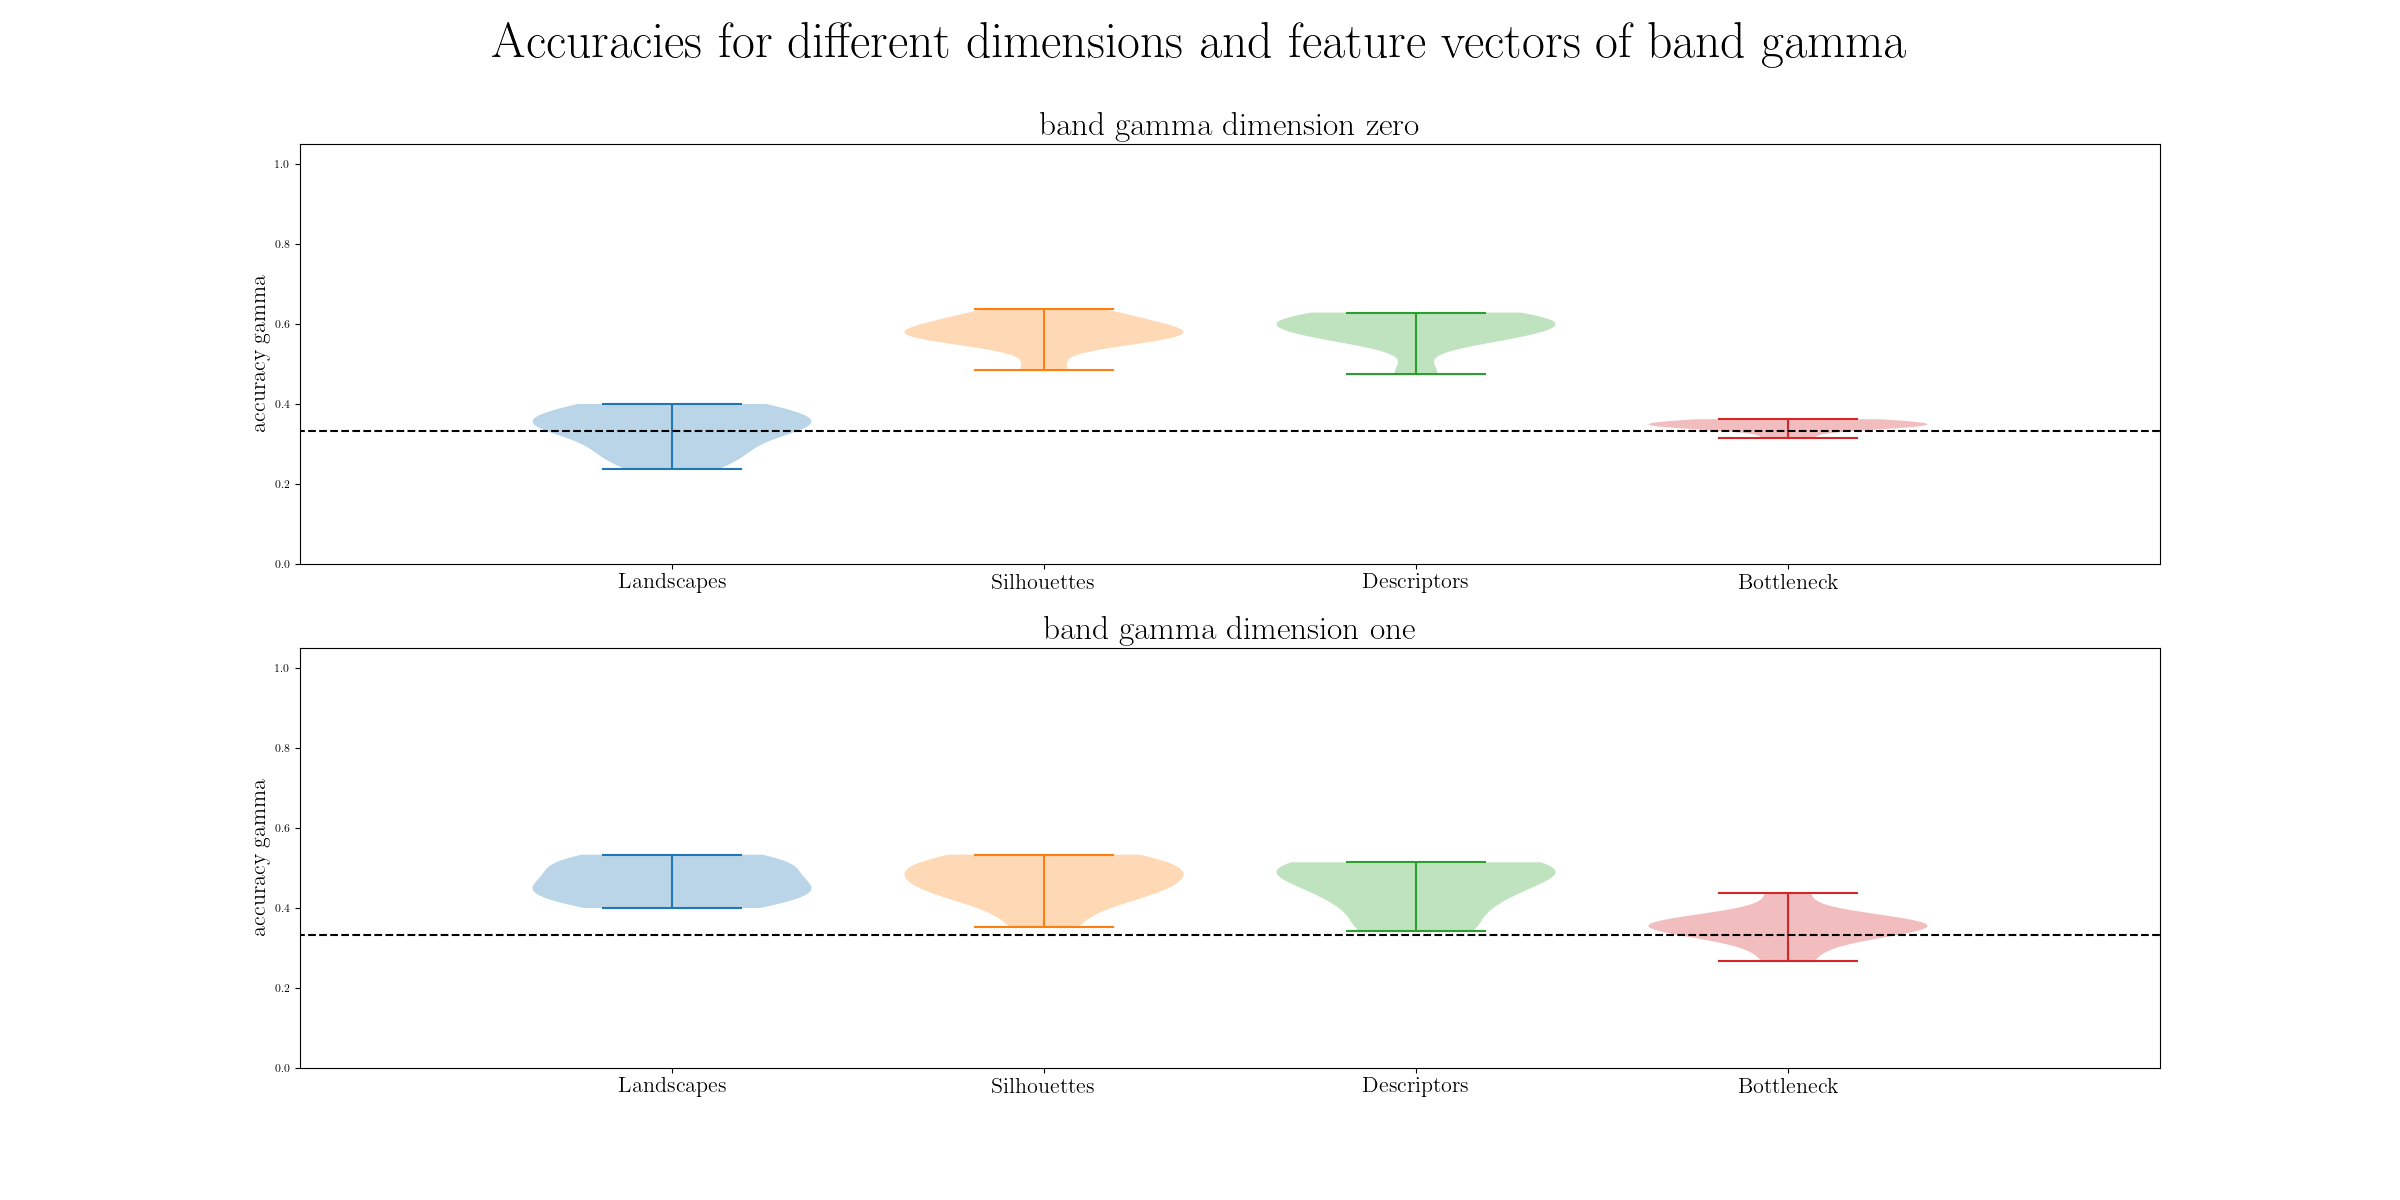 Accuracies for different dimensions and feature vectors of band gamma
band gamma dimension zero
1.0
0.8
0.6
0.4
0.2
0.0
accuracy gamma
Landscapes Silhouettes Descriptors Bottleneck
band gamma dimension one
1.0
0.8
0.6
0.4
0.2
0.0
accuracy gamma
Landscapes Silhouettes Descriptors Bottleneck